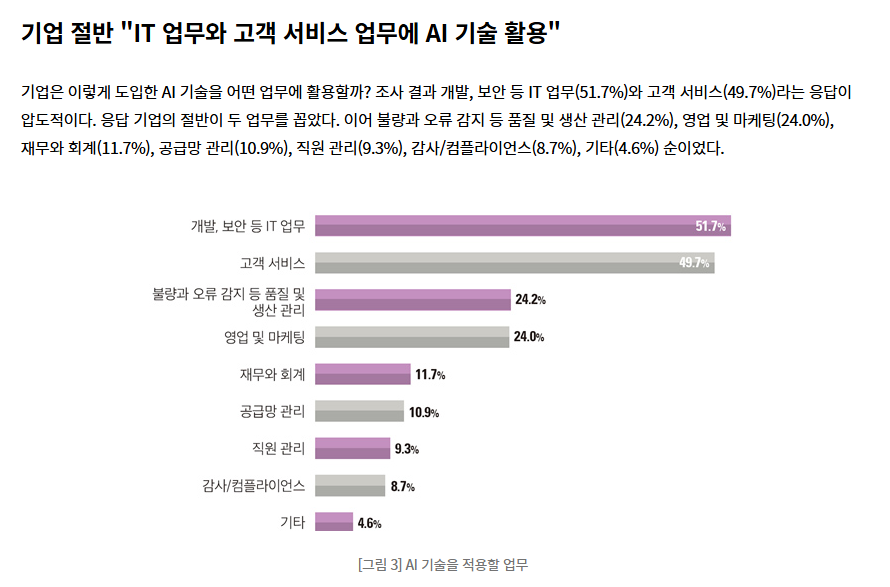 기업 절반 "IT 업무와 고객 서비스 업무에 AI 기술 활용"
기업은 이렇게 도입한 AI 기술을 어떤 업무에 활용할까? 조사 결과 개발, 보안 등 IT 업무(51.7%)와 고객 서비스(49.7%)라는 응답이
압도적이다. 응답 기업의 절반이 두 업무를 꼽았다. 이어 불량과 오류 감지 등 품질 및 생산 관리(24.2%), 영업 및 마케팅(24.0%),
재무와 회계(11.7%), 공급망 관리(10.9%), 직원 관리(9.3%), 감사/컴플라이언스(8.7%), 기타(4.6%) 순이었다.
개발, 보안 등 IT 업무 51.7%
고객 서비스 49.7%
불량과 오류 감지 등 품질 및
생산 관리 24.2%
영업 및 마케팅 24.0%
재무와 회계 11.7%
공급망 관리 10.9%
직원 관리 9.3%
감사/컴플라이언스 8.7%
기타 4.6%
[그림 3] AI 기술을 적용할 업무